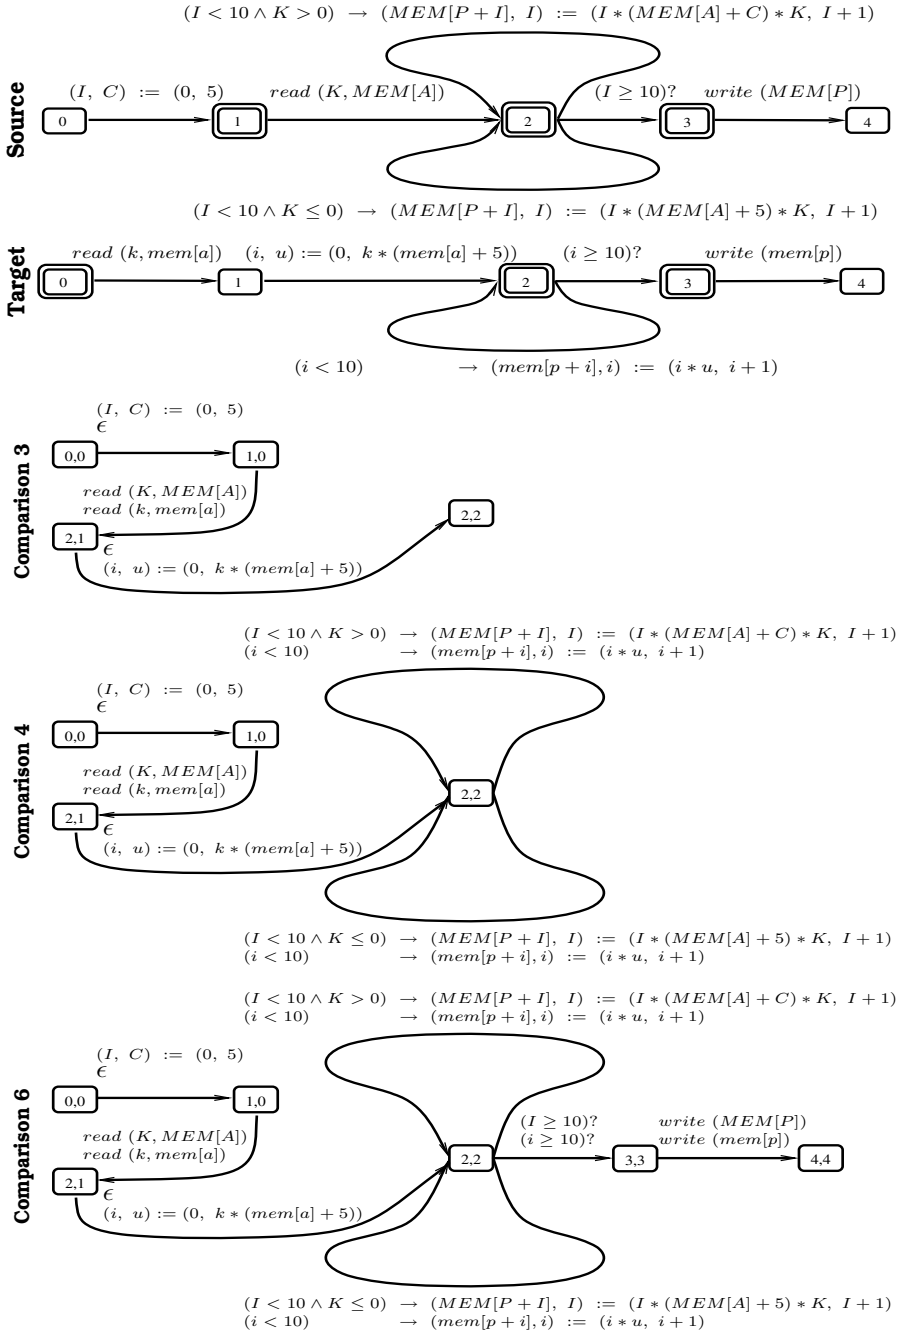 (I < 10 ∧ K > 0) → (MEM[P + I], I) := (I * (MEM[A] + C) * K, I + 1)
Source
(I, C) := (0, 5) read (K, MEM[A]) (I ≥ 10)? write (MEM[P])
0 1 2 3 4
(I < 10 ∧ K ≤ 0) → (MEM[P + I], I) := (I * (MEM[A] + 5) * K, I + 1)
Target
read (k, mem[a]) (i, u) := (0, k * (mem[a] + 5)) (i ≥ 10)? write (mem[p])
0 1 2 3 4
(i < 10) → (mem[p + i], i) := (i * u, i + 1)
Comparison 3
(I, C) := (0, 5)
ϵ
0,0 1,0
read (K, MEM[A])
read (k, mem[a])
2,2
2,1
ϵ
(i, u) := (0, k * (mem[a] + 5))
(I < 10 ∧ K > 0) → (MEM[P + I], I) := (I * (MEM[A] + C) * K, I + 1)
(i < 10) → (mem[p + i], i) := (i * u, i + 1)
Comparison 4
(I, C) := (0, 5)
ϵ
0,0 1,0
read (K, MEM[A])
read (k, mem[a])
2,2
2,1
ϵ
(i, u) := (0, k * (mem[a] + 5))
(I < 10 ∧ K ≤ 0) → (MEM[P + I], I) := (I * (MEM[A] + 5) * K, I + 1)
(i < 10) → (mem[p + i], i) := (i * u, i + 1)
(I < 10 ∧ K > 0) → (MEM[P + I], I) := (I * (MEM[A] + C) * K, I + 1)
(i < 10) → (mem[p + i], i) := (i * u, i + 1)
Comparison 6
(I, C) := (0, 5)
ϵ
0,0 1,0
(I ≥ 10)? write (MEM[P])
(i ≥ 10)? write (mem[p])
read (K, MEM[A])
read (k, mem[a])
2,2 3,3 4,4
2,1
ϵ
(i, u) := (0, k * (mem[a] + 5))
(I < 10 ∧ K ≤ 0) → (MEM[P + I], I) := (I * (MEM[A] + 5) * K, I + 1)
(i < 10) → (mem[p + i], i) := (i * u, i + 1)